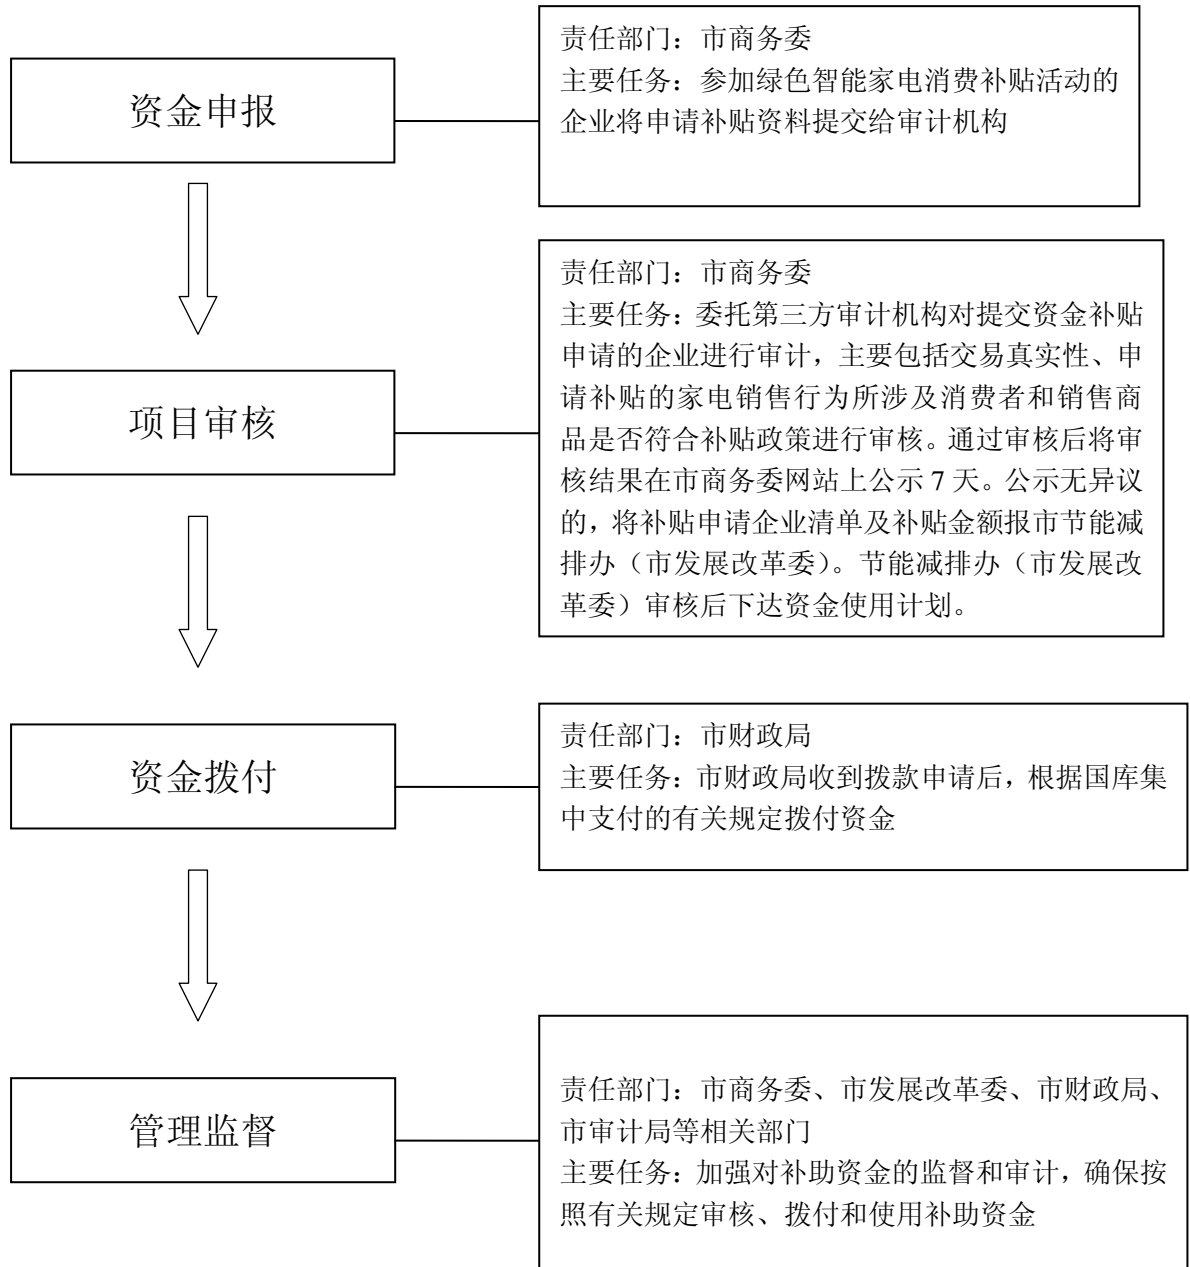 资金申报
责任部门：市商务委
主要任务：参加绿色智能家电消费补贴活动的
企业将申请补贴资料提交给审计机构
项目审核
责任部门：市商务委
主要任务：委托第三方审计机构对提交资金补贴
申请的企业进行审计，主要包括交易真实性、申
请补贴的家电销售行为所涉及消费者和销售商
品是否符合补贴政策进行审核。通过审核后将审
核结果在市商务委网站上公示 7 天。公示无异议
的，将补贴申请企业清单及补贴金额报市节能减
排办（市发展改革委）。节能减排办（市发展改
革委）审核后下达资金使用计划。
资金拨付
责任部门：市财政局
主要任务：市财政局收到拨款申请后，根据国库集
中支付的有关规定拨付资金
管理监督
责任部门：市商务委、市发展改革委、市财政局、
市审计局等相关部门
主要任务：加强对补助资金的监督和审计，确保按
照有关规定审核、拨付和使用补助资金